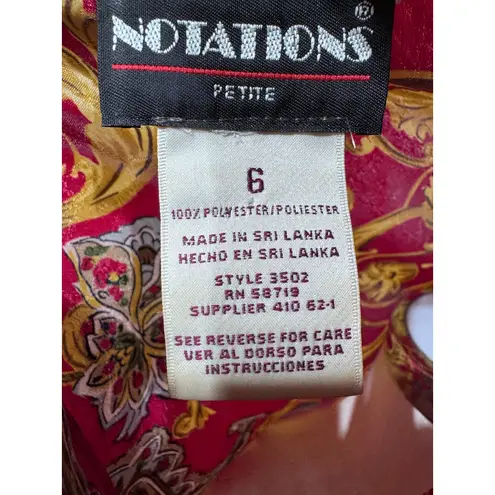 NOTATIONS®
PETITE
6
100% POLYESTER/POLIESTER
MADE IN SRI LANKA
HECHO EN SRI LANKA
STYLE 3502
RN 58719
SUPPLIER 410 62-1
SEE REVERSE FOR CARE
VER AL DORSO PARA
INSTRUCCIONES